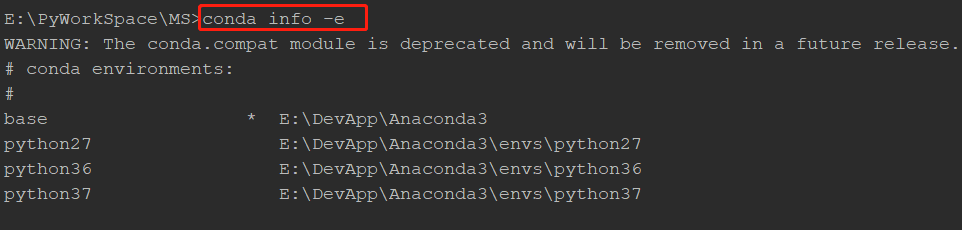 E:\PyWorkSpace\MS>conda info -e
WARNING: The conda.compat module is deprecated and will be removed in a future release.
# conda environments:
#
base                  *  E:\DevApp\Anaconda3
python27                 E:\DevApp\Anaconda3\envs\python27
python36                 E:\DevApp\Anaconda3\envs\python36
python37                 E:\DevApp\Anaconda3\envs\python37